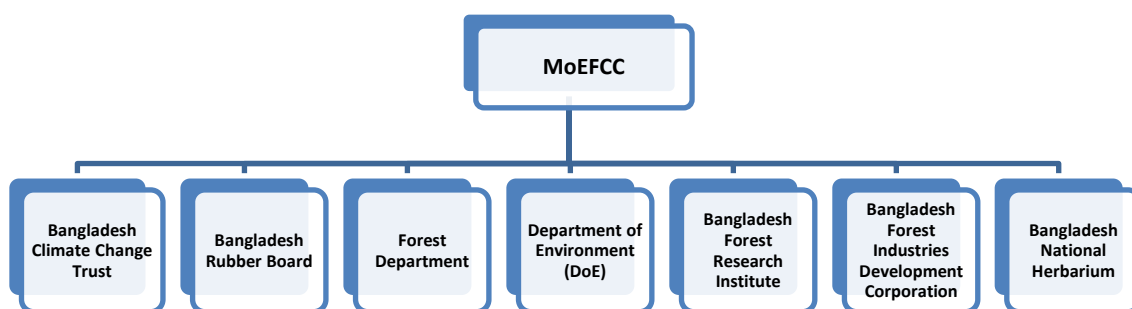 MoEFCC
Bangladesh
Climate Change
Trust
Bangladesh
Rubber Board
Forest
Department
Department of
Environment
(DoE)
Bangladesh
Forest
Research
Institute
Bangladesh
Forest
Industries
Development
Corporation
Bangladesh
National
Herbarium